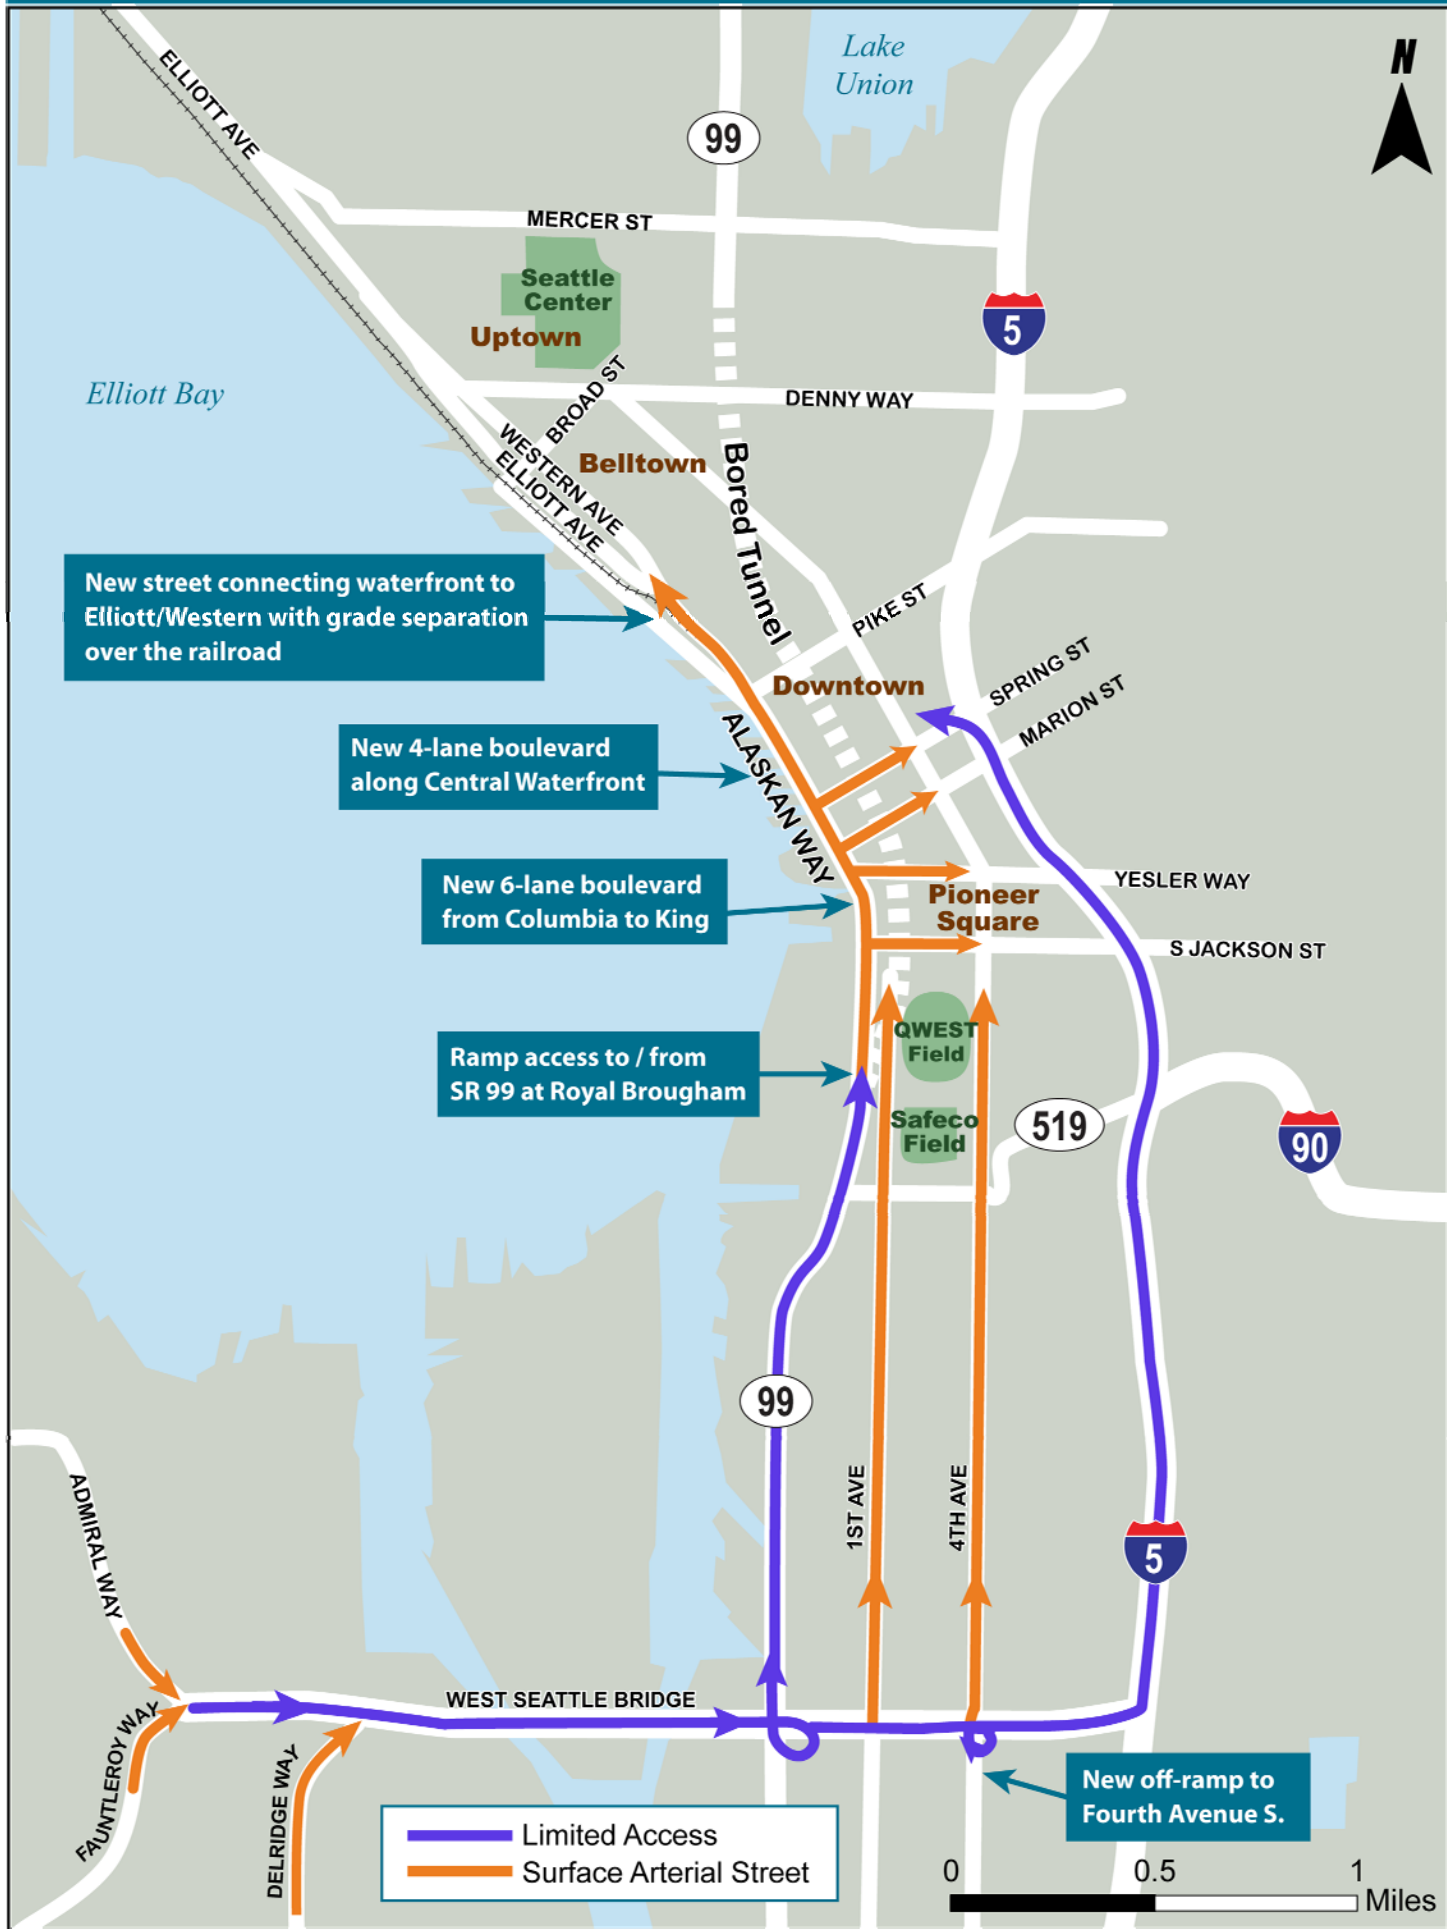 Lake
Union
N
ELLIOTT AVE
99
MERCER ST
Seattle
Center
Uptown
5
Elliott Bay
BROAD ST
DENNY WAY
WESTERN AVE
ELLIOTT AVE
Belltown
Bored Tunnel
New street connecting waterfront to
Elliott/Western with grade separation
over the railroad
PIKE ST
SPRING ST
MARION ST
Downtown
New 4-lane boulevard
along Central Waterfront
ALASKAN WAY
New 6-lane boulevard
from Columbia to King
YESLER WAY
Pioneer
Square
S JACKSON ST
QWEST
Field
Ramp access to / from
SR 99 at Royal Brougham
Safeco
Field
519
90
99
ADMIRAL WAY
1ST AVE
4TH AVE
5
WEST SEATTLE BRIDGE
FAUNTLEROY WAY
DELRIDGE WAY
New off-ramp to
Fourth Avenue S.
Limited Access
Surface Arterial Street
0 0.5 1
Miles